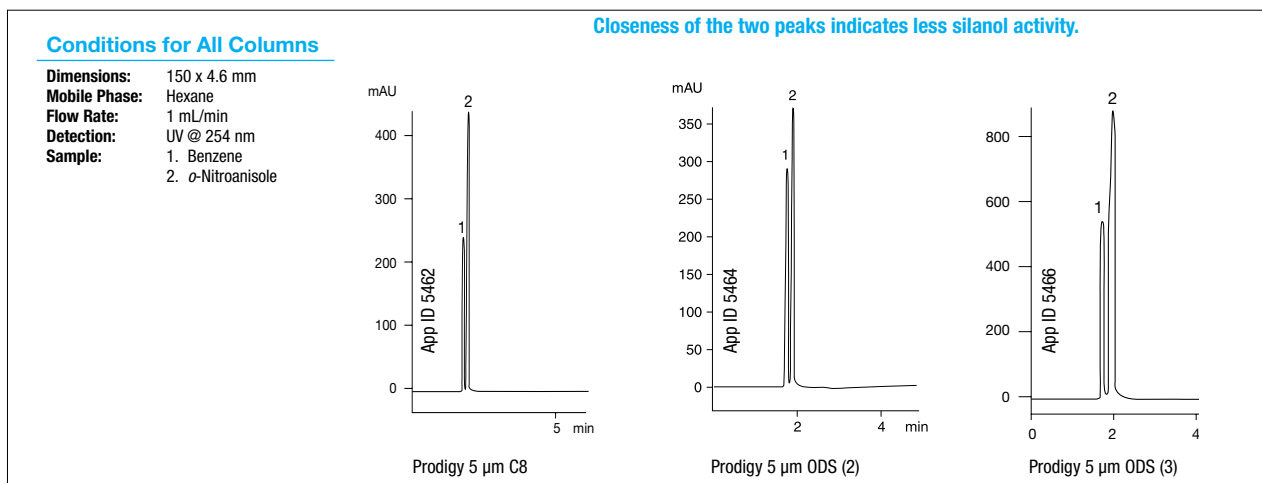 Closeness of the two peaks indicates less silanol activity.
Conditions for All Columns
Dimensions: 150 x 4.6 mm
Mobile Phase: Hexane
Flow Rate: 1 mL/min
Detection: UV @ 254 nm
Sample: 1. Benzene
2. o-Nitroanisole
mAU
400
300
200
100
0
1
2
App ID 5462
5 min
Prodigy 5 µm C8
mAU
350
300
250
200
150
100
50
0
1
2
App ID 5464
2 4 min
Prodigy 5 µm ODS (2)
800
600
400
200
0
1
2
App ID 5466
0 2 4
Prodigy 5 µm ODS (3)